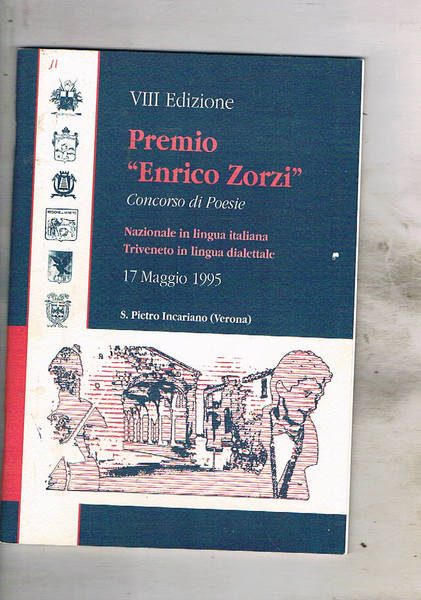 VIII Edizione
Premio
“Enrico Zorzi”
Concorso di Poesie
Nazionale in lingua italiana
Triveneto in lingua dialettale
17 Maggio 1995
S. Pietro Incariano (Verona)